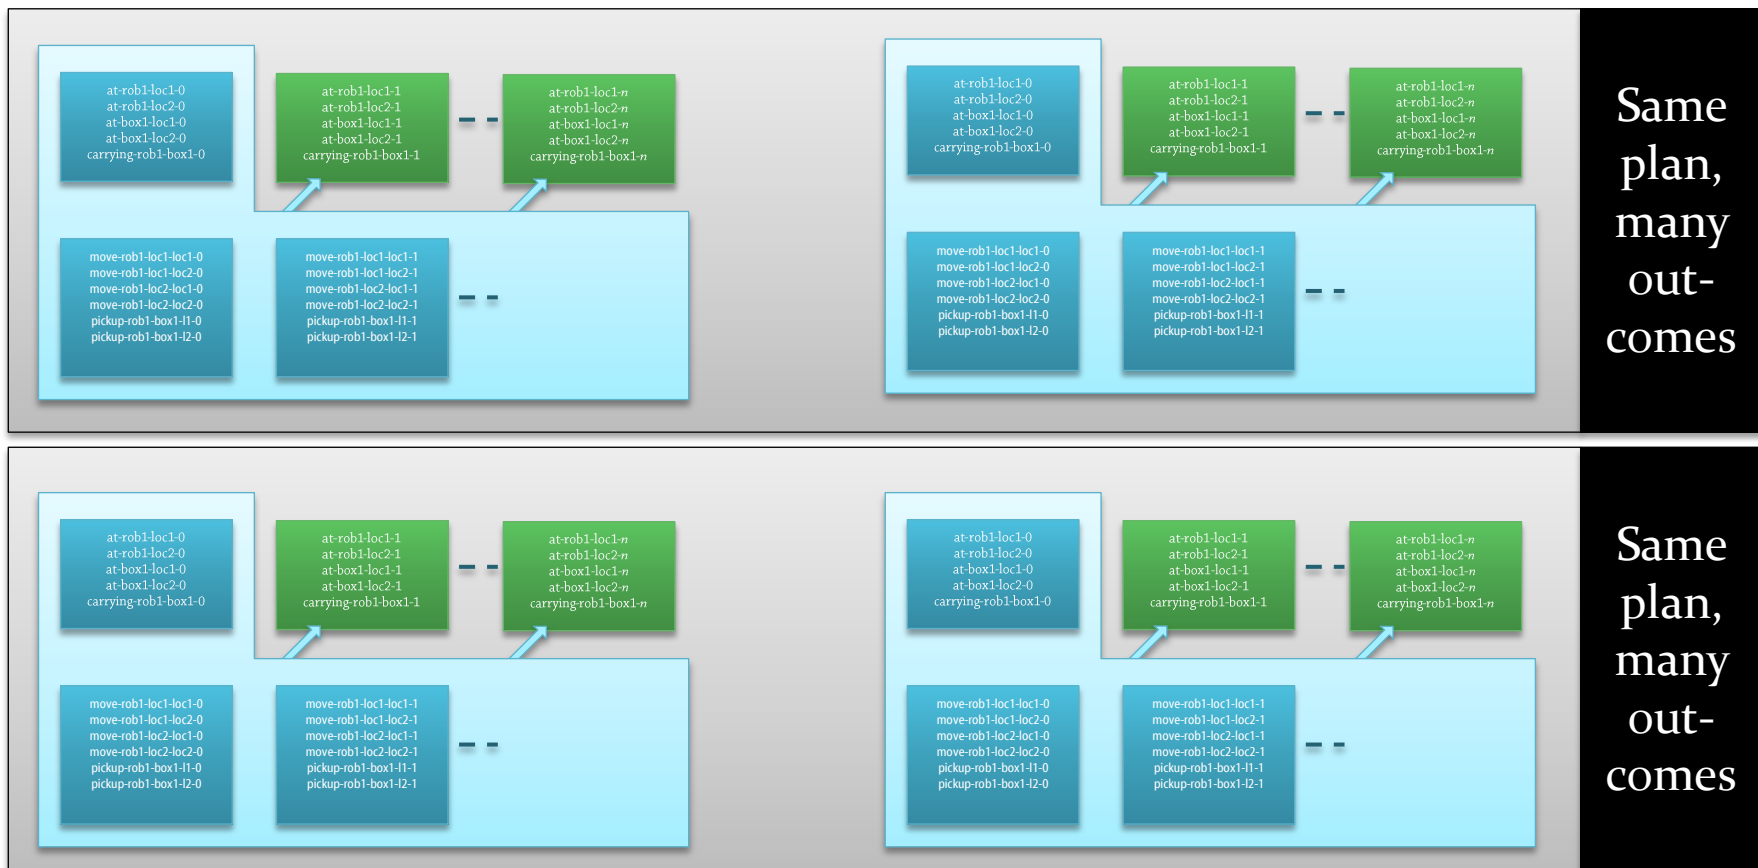 at-rob1-loc1-0
at-rob1-loc2-0
at-box1-loc1-0
at-box1-loc2-0
carrying-rob1-box1-0
at-rob1-loc1-1
at-rob1-loc2-1
at-box1-loc1-1
at-box1-loc2-1
carrying-rob1-box1-1
at-rob1-loc1-n
at-rob1-loc2-n
at-box1-loc1-n
at-box1-loc2-n
carrying-rob1-box1-n
move-rob1-loc1-loc1-0
move-rob1-loc1-loc2-0
move-rob1-loc2-loc1-0
move-rob1-loc2-loc2-0
pickup-rob1-box1-l1-0
pickup-rob1-box1-l2-0
move-rob1-loc1-loc1-1
move-rob1-loc1-loc2-1
move-rob1-loc2-loc1-1
move-rob1-loc2-loc2-1
pickup-rob1-box1-l1-1
pickup-rob1-box1-l2-1
at-rob1-loc1-0
at-rob1-loc2-0
at-box1-loc1-0
at-box1-loc2-0
carrying-rob1-box1-0
at-rob1-loc1-1
at-rob1-loc2-1
at-box1-loc1-1
at-box1-loc2-1
carrying-rob1-box1-1
at-rob1-loc1-n
at-rob1-loc2-n
at-box1-loc1-n
at-box1-loc2-n
carrying-rob1-box1-n
move-rob1-loc1-loc1-0
move-rob1-loc1-loc2-0
move-rob1-loc2-loc1-0
move-rob1-loc2-loc2-0
pickup-rob1-box1-l1-0
pickup-rob1-box1-l2-0
move-rob1-loc1-loc1-1
move-rob1-loc1-loc2-1
move-rob1-loc2-loc1-1
move-rob1-loc2-loc2-1
pickup-rob1-box1-l1-1
pickup-rob1-box1-l2-1
Same
plan,
many
out-
comes
at-rob1-loc1-0
at-rob1-loc2-0
at-box1-loc1-0
at-box1-loc2-0
carrying-rob1-box1-0
at-rob1-loc1-1
at-rob1-loc2-1
at-box1-loc1-1
at-box1-loc2-1
carrying-rob1-box1-1
at-rob1-loc1-n
at-rob1-loc2-n
at-box1-loc1-n
at-box1-loc2-n
carrying-rob1-box1-n
move-rob1-loc1-loc1-0
move-rob1-loc1-loc2-0
move-rob1-loc2-loc1-0
move-rob1-loc2-loc2-0
pickup-rob1-box1-l1-0
pickup-rob1-box1-l2-0
move-rob1-loc1-loc1-1
move-rob1-loc1-loc2-1
move-rob1-loc2-loc1-1
move-rob1-loc2-loc2-1
pickup-rob1-box1-l1-1
pickup-rob1-box1-l2-1
at-rob1-loc1-0
at-rob1-loc2-0
at-box1-loc1-0
at-box1-loc2-0
carrying-rob1-box1-0
at-rob1-loc1-1
at-rob1-loc2-1
at-box1-loc1-1
at-box1-loc2-1
carrying-rob1-box1-1
at-rob1-loc1-n
at-rob1-loc2-n
at-box1-loc1-n
at-box1-loc2-n
carrying-rob1-box1-n
move-rob1-loc1-loc1-0
move-rob1-loc1-loc2-0
move-rob1-loc2-loc1-0
move-rob1-loc2-loc2-0
pickup-rob1-box1-l1-0
pickup-rob1-box1-l2-0
move-rob1-loc1-loc1-1
move-rob1-loc1-loc2-1
move-rob1-loc2-loc1-1
move-rob1-loc2-loc2-1
pickup-rob1-box1-l1-1
pickup-rob1-box1-l2-1
Same
plan,
many
out-
comes